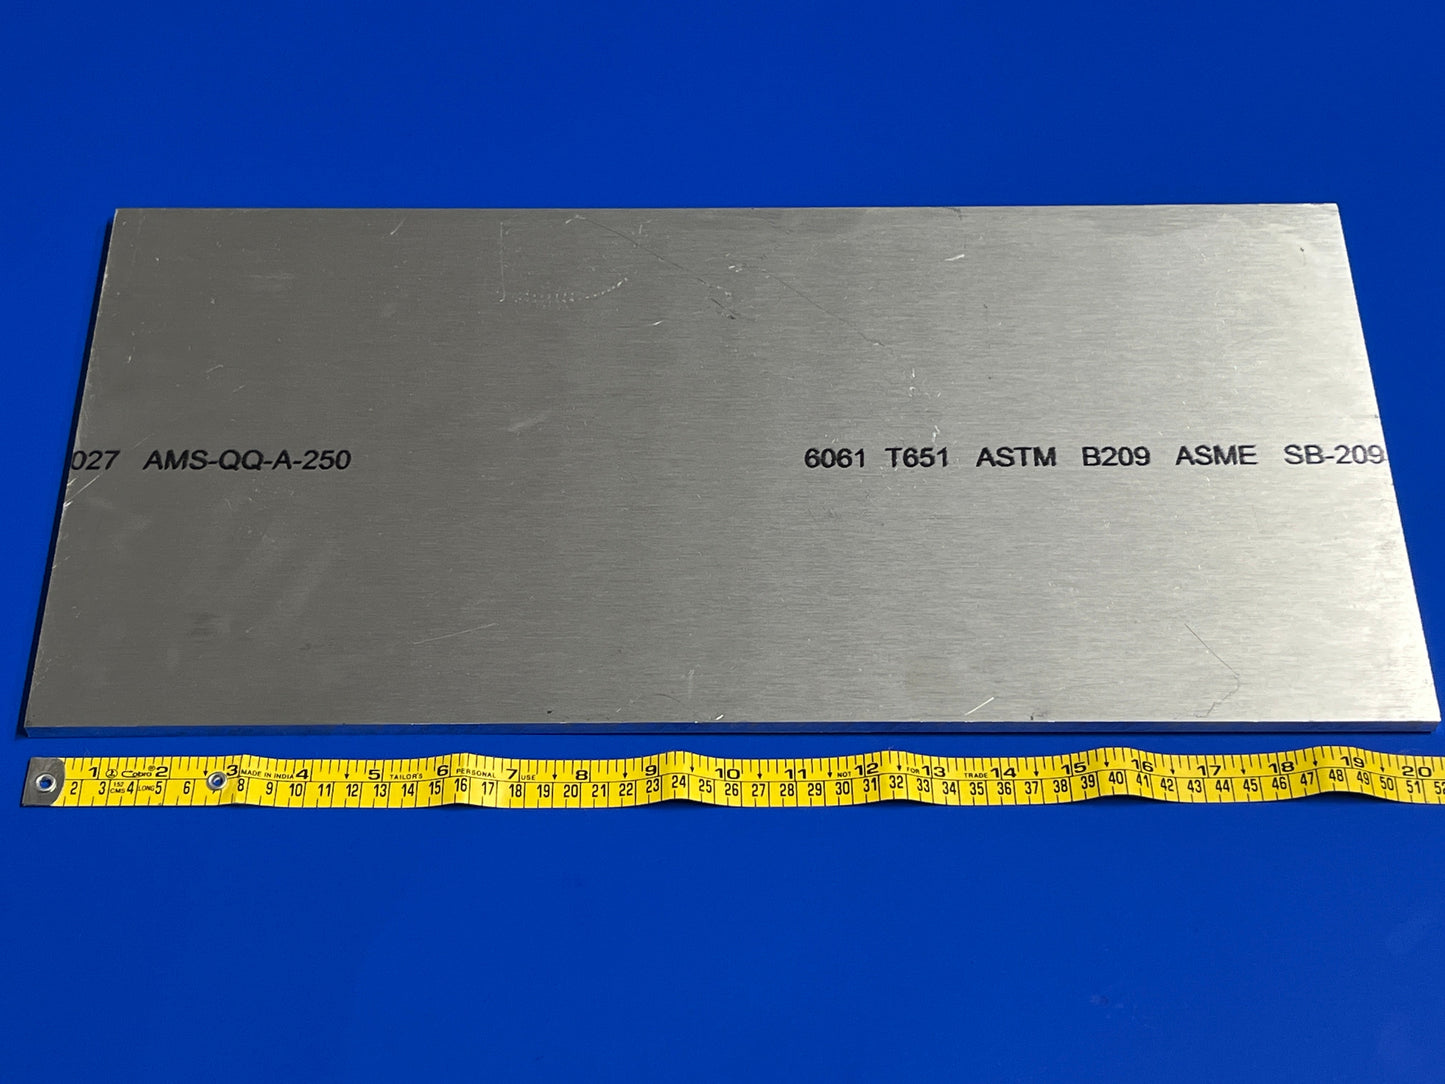 027 AMS-QQ-A-250 6061 T651 ASTM B209 ASME SB-209
1 Cobra® 2 3 MADE IN INDIA 4 5 TAILOR'S 6 PERSONAL 7 USE 8 9 10 11 NOT 12 FOR 13 TRADE 14 15 16 17 18 19 20
2 3 152 CMS 4 LONG 5 6 8 9 10 11 12 13 14 15 16 17 18 19 20 21 22 23 24 25 26 27 28 29 30 31 32 33 34 35 36 37 38 39 40 41 42 43 44 45 46 47 48 49 50 51 52